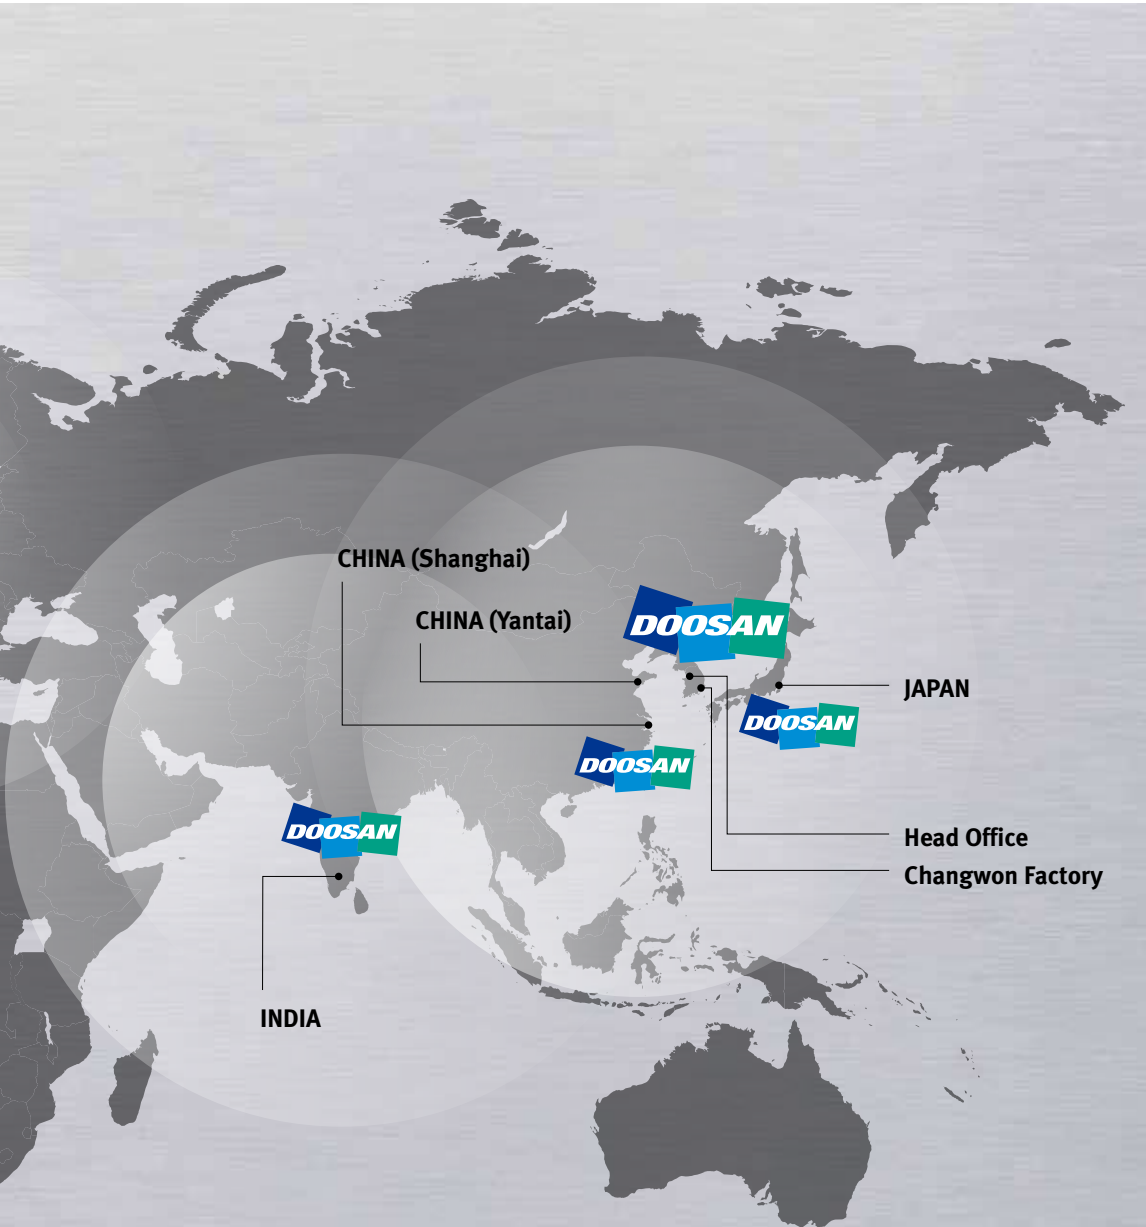 CHINA (Shanghai)
CHINA (Yantai)
DOOSAN
JAPAN
DOOSAN
DOOSAN
DOOSAN
Head Office
Changwon Factory
INDIA